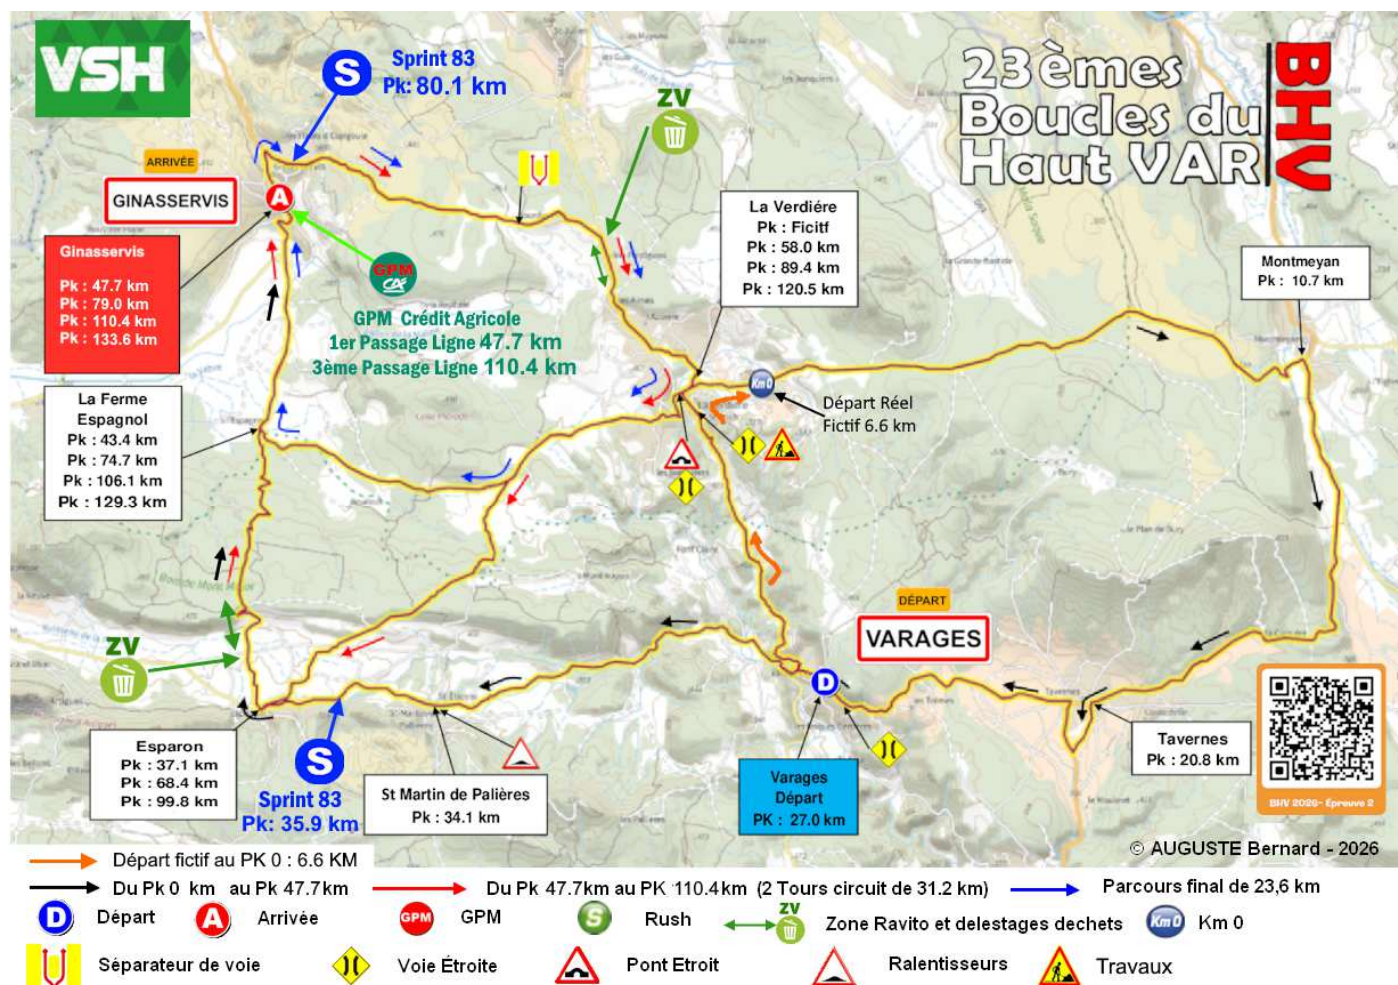 VSH
Sprint 83
Pk: 80.1 km
S
ZV
23èmes
Boucles du
Haut VAR
BHV
ARRIVÉE
GINASSERVIS
A
Ginasservis
Pk : 47.7 km
Pk : 79.0 km
Pk : 110.4 km
Pk : 133.6 km
GPM
CA
GPM Crédit Agricole
1er Passage Ligne 47.7 km
3ème Passage Ligne 110.4 km
La Verdiére
Pk : Ficitf
Pk : 58.0 km
Pk : 89.4 km
Pk : 120.5 km
Montmeyan
Pk : 10.7 km
Km 0
Départ Réel
Fictif 6.6 km
La Ferme
Espagnol
Pk : 43.4 km
Pk : 74.7 km
Pk : 106.1 km
Pk : 129.3 km
DÉPART
VARAGES
D
ZV
Esparon
Pk : 37.1 km
Pk : 68.4 km
Pk : 99.8 km
S
Sprint 83
Pk: 35.9 km
St Martin de Palières
Pk : 34.1 km
Varages
Départ
PK : 27.0 km
Tavernes
Tavernes
Pk : 20.8 km
BHV 2026- Épreuve 2
© AUGUSTE Bernard - 2026
Départ fictif au PK 0 : 6.6 KM
Du Pk 0 km au Pk 47.7km
Du Pk 47.7km au PK 110.4km (2 Tours circuit de 31.2 km)
Parcours final de 23,6 km
D Départ
A Arrivée
GPM GPM
S Rush
ZV Zone Ravito et delestages dechets
Km 0 Km 0
Séparateur de voie
Voie Étroite
Pont Etroit
Ralentisseurs
Travaux